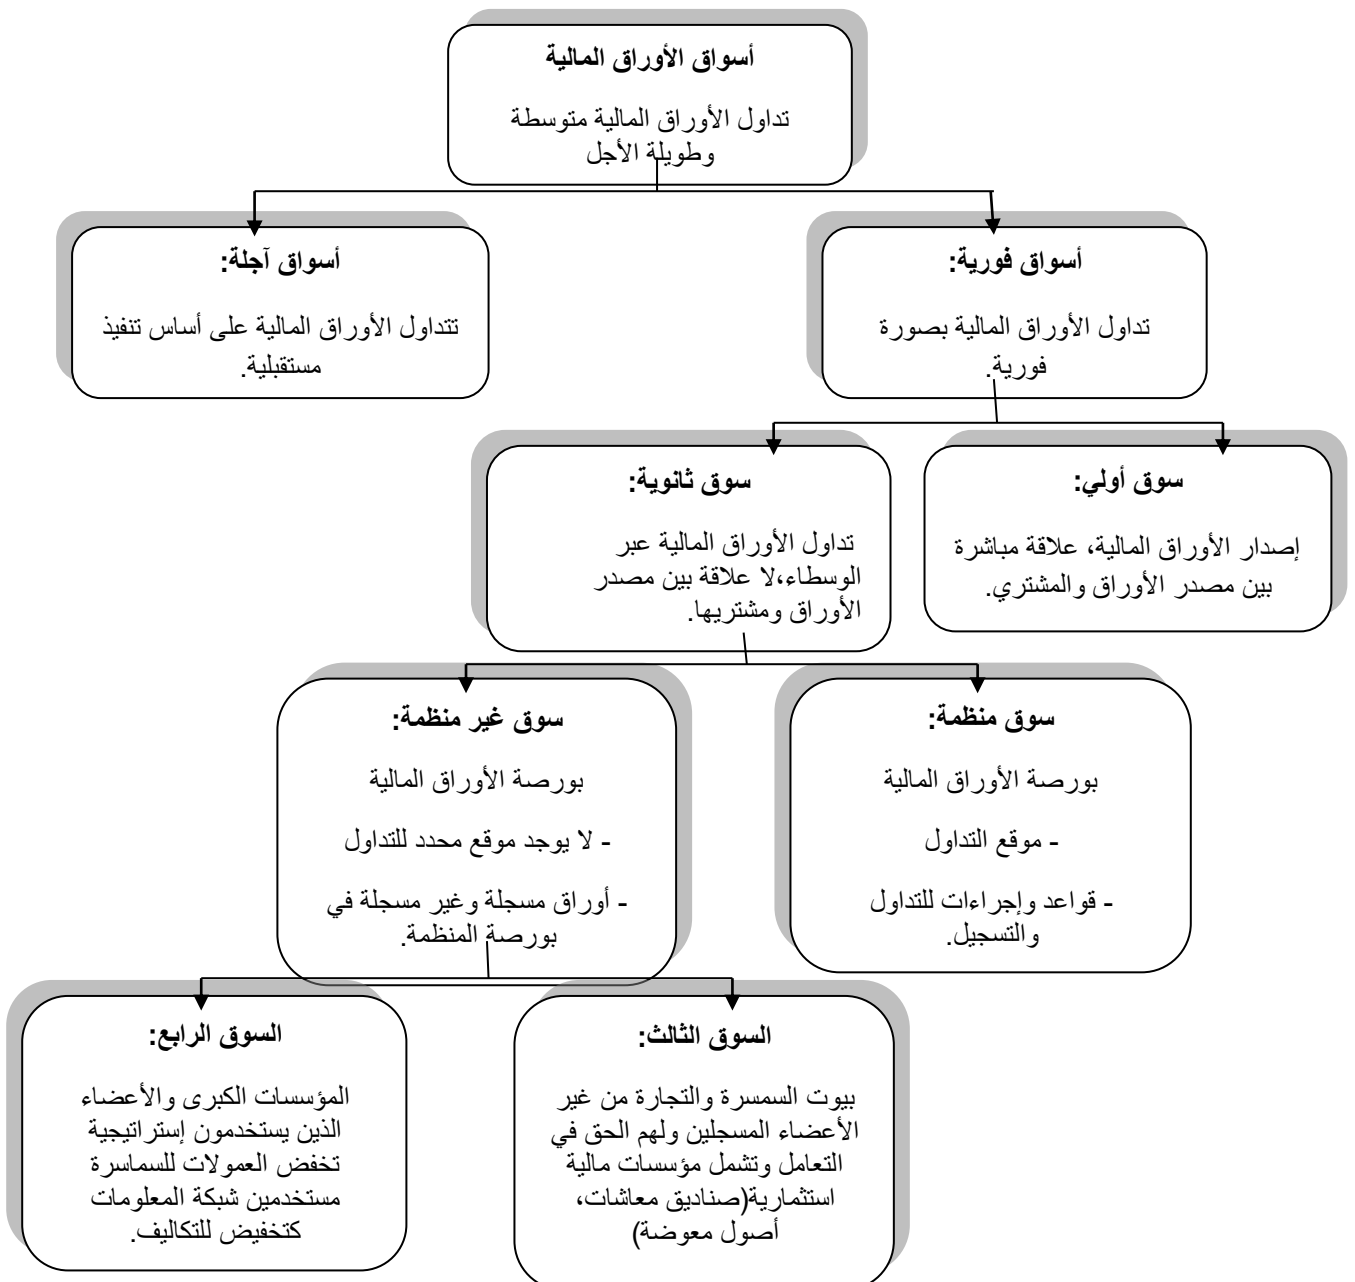 أسواق الأوراق المالية
تداول الأوراق المالية متوسطة
وطويلة الأجل
أسواق فورية:
تداول الأوراق المالية بصورة
فورية.
أسواق آجلة:
تتداول الأوراق المالية على أساس تنفيذ
مستقبلية.
سوق أولي:
إصدار الأوراق المالية، علاقة مباشرة
بين مصدر الأوراق والمشتري.
سوق ثانوية:
تداول الأوراق المالية عبر
الوسطاء،لا علاقة بين مصدر
الأوراق ومشتريها.
سوق منظمة:
بورصة الأوراق المالية
- موقع التداول
- قواعد وإجراءات للتداول
والتسجيل.
سوق غير منظمة:
بورصة الأوراق المالية
- لا يوجد موقع محدد للتداول
- أوراق مسجلة وغير مسجلة في
بورصة المنظمة.
السوق الثالث:
بيوت السمسرة والتجارة من غير
الأعضاء المسجلين ولهم الحق في
التعامل وتشمل مؤسسات مالية
استثمارية(صناديق معاشات،
أصول معوضة)
السوق الرابع:
المؤسسات الكبرى والأعضاء
الذين يستخدمون إستراتيجية
تخفض العمولات للسماسرة
مستخدمين شبكة المعلومات
كتخفيض للتكاليف.